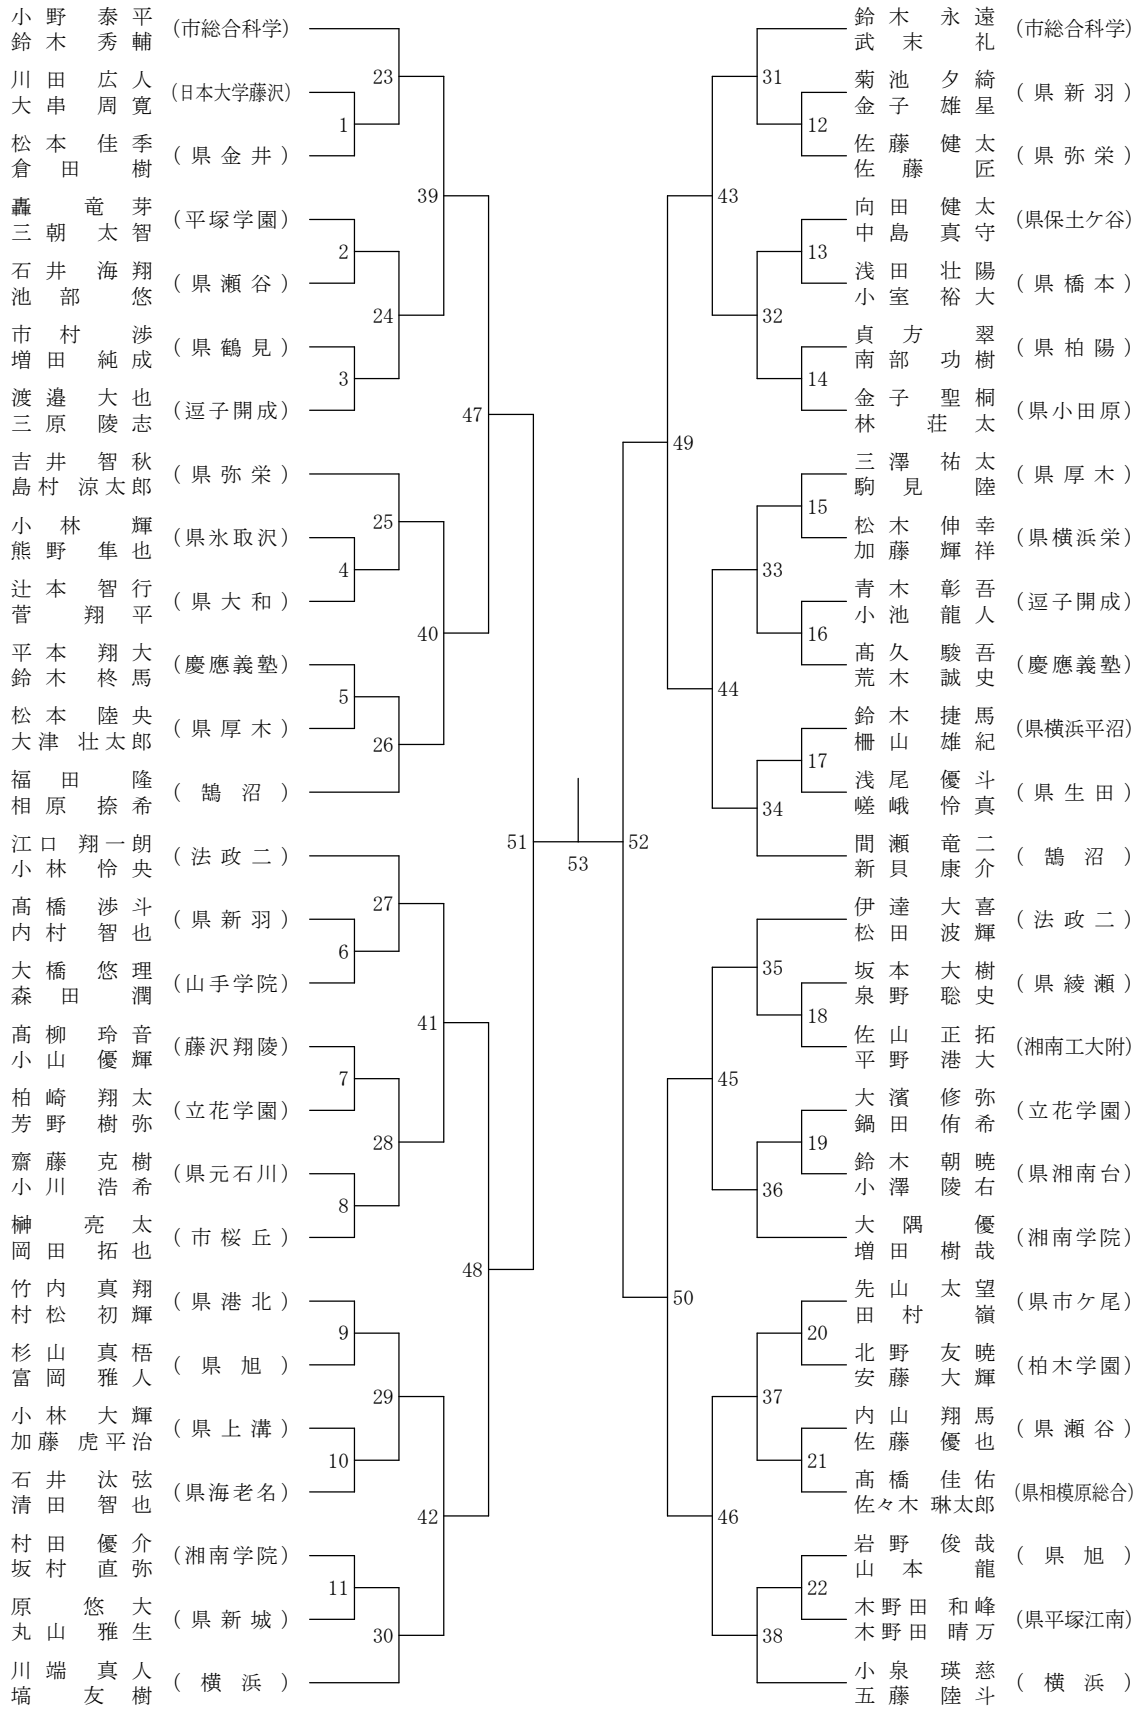 小野 泰平
鈴木 秀輔 (市総合科学)
川田 広人
大串 周寛 (日本大学藤沢)
松本 佳季
倉田 樹 (県金井)
轟 竜芽
三朝 太智 (平塚学園)
石井 海翔
池部 悠 (県瀬谷)
市村 渉
増田 純成 (県鶴見)
渡邉 大也
三原 陵志 (逗子開成)
吉井 智秋
島村 涼太郎 (県弥栄)
小林 輝
熊野 隼也 (県氷取沢)
辻本 智行
菅 翔平 (県大和)
平本 翔大
鈴木 柊馬 (慶應義塾)
松本 陸央
大津 壮太郎 (県厚木)
福田 隆
相原 捺希 (鵠沼)
江口 翔一朗
小林 怜央 (法政二)
髙橋 渉斗
内村 智也 (県新羽)
大橋 悠理
森田 潤 (山手学院)
髙柳 玲音
小山 優輝 (藤沢翔陵)
柏崎 翔太
芳野 樹弥 (立花学園)
齋藤 克樹
小川 浩希 (県元石川)
榊 亮太
岡田 拓也 (市桜丘)
竹内 真翔
村松 初輝 (県港北)
杉山 真梧
富岡 雅人 (県旭)
小林 大輝
加藤 虎平治 (県上溝)
石井 汰弦
清田 智也 (県海老名)
村田 優介
坂村 直弥 (湘南学院)
原 悠大
丸山 雅生 (県新城)
川端 真人
塙 友樹 (横浜)
1
2
3
4
5
6
7
8
9
10
11
23
24
25
26
27
28
29
30
39
40
41
42
47
48
51
53
52
49
50
43
44
45
46
31
32
33
34
35
36
37
38
12
13
14
15
16
17
18
19
20
21
22
鈴木 永遠
武末 礼 (市総合科学)
菊池 夕綺
金子 雄星 (県新羽)
佐藤 健太
佐藤 匠 (県弥栄)
向田 健太
中島 真守 (県保土ケ谷)
浅田 壮陽
小室 裕大 (県橋本)
貞方 翠
南部 功樹 (県柏陽)
金子 聖桐
林 荘太 (県小田原)
三澤 祐太
駒見 陸 (県厚木)
松木 伸幸
加藤 輝祥 (県横浜栄)
青木 彰吾
小池 龍人 (逗子開成)
髙久 駿吾
荒木 誠史 (慶應義塾)
鈴木 捷馬
柵山 雄紀 (県横浜平沼)
浅尾 優斗
嵯峨 怜真 (県生田)
間瀬 竜二
新貝 康介 (鵠沼)
伊達 大喜
松田 波輝 (法政二)
坂本 大樹
泉野 聡史 (県綾瀬)
佐山 正拓
平野 港大 (湘南工大附)
大濱 修弥
鍋田 侑希 (立花学園)
鈴木 朝暁
小澤 陵右 (県湘南台)
大隅 優
増田 樹哉 (湘南学院)
先山 太望
田村 嶺 (県市ケ尾)
北野 友暁
安藤 大輝 (柏木学園)
内山 翔馬
佐藤 優也 (県瀬谷)
髙橋 佳佑
佐々木 琳太郎 (県相模原総合)
岩野 俊哉
山本 龍 (県旭)
木野田 和峰
木野田 晴万 (県平塚江南)
小泉 瑛慈
五藤 陸斗 (横浜)